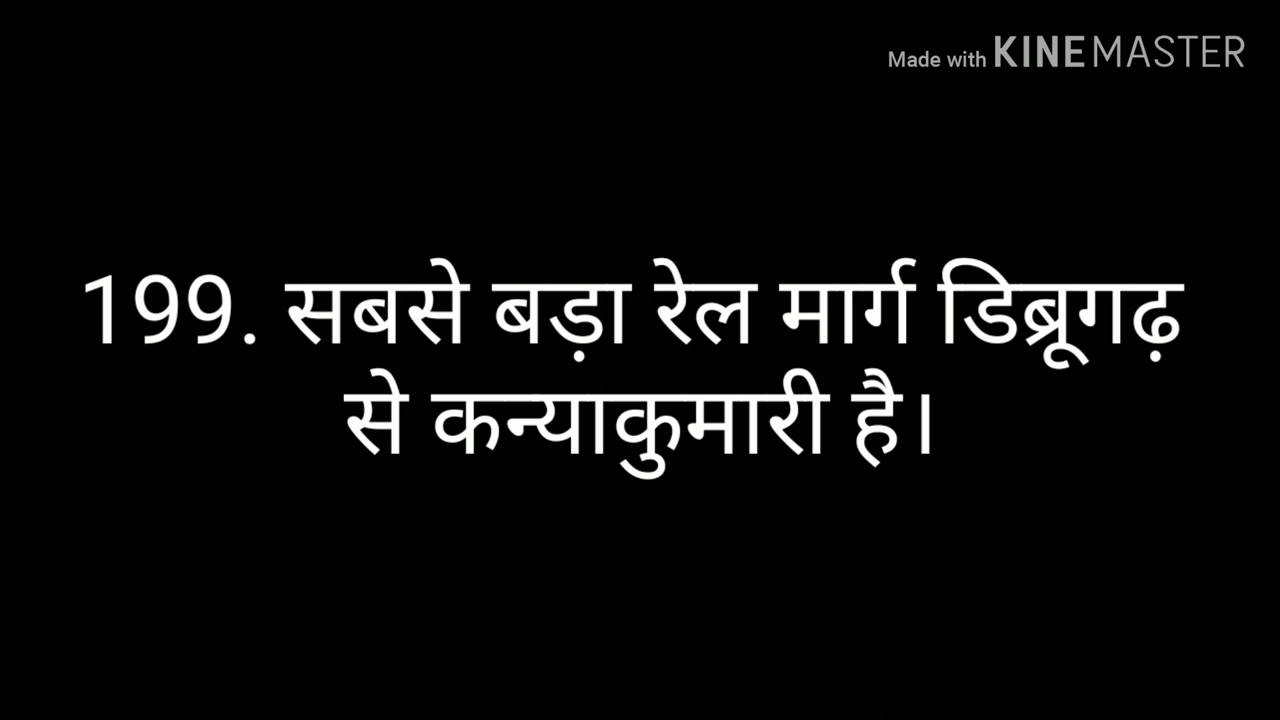 Made with KINEMASTER
199. सबसे बड़ा रेल मार्ग डिब्रूगढ़
से कन्याकुमारी है।